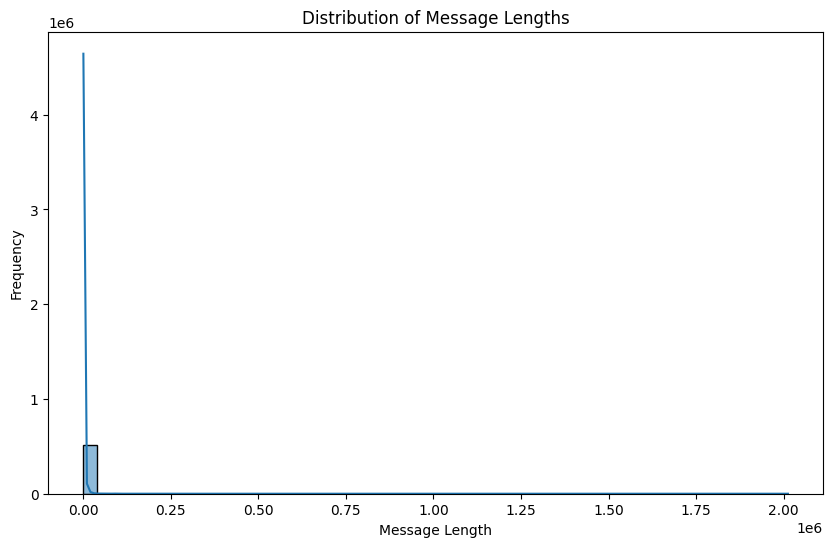 Distribution of Message Lengths
1e6
4
3
2
1
0
Frequency
0.00 0.25 0.50 0.75 1.00 1.25 1.50 1.75 2.00
1e6
Message Length